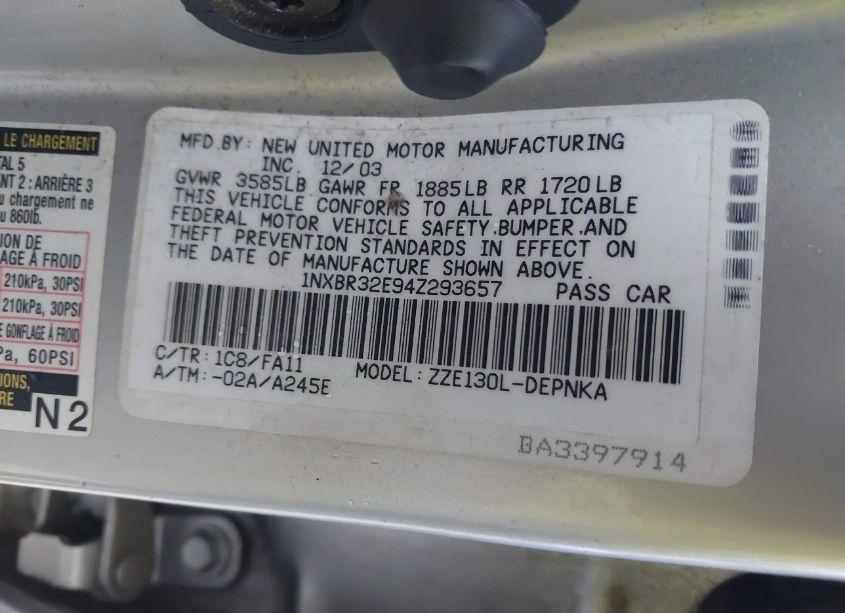 LE CHARGEMENT
TAL 5
NT 2 : ARRIÈRE 3
u chargement ne
u 860lb.
ION DE
LAGE À FROID
210kPa, 30PSI
210kPa, 30PSI
E GONFLAGE À FROID
Pa, 60PSI
IONS,
RE
N2
MFD. BY: NEW UNITED MOTOR MANUFACTURING
INC. 12/03
GVWR 3585LB GAWR FR 1885LB RR 1720LB
THIS VEHICLE CONFORMS TO ALL APPLICABLE
FEDERAL MOTOR VEHICLE SAFETY.BUMPER.AND
THEFT PREVENTION STANDARDS IN EFFECT ON
THE DATE OF MANUFACTURE SHOWN ABOVE.
1NXBR32E94Z293657 PASS CAR
C/TR: 1C8/FA11
A/TM:-02A/A245E MODEL: ZZE130L-DEPNKA
BA3397914